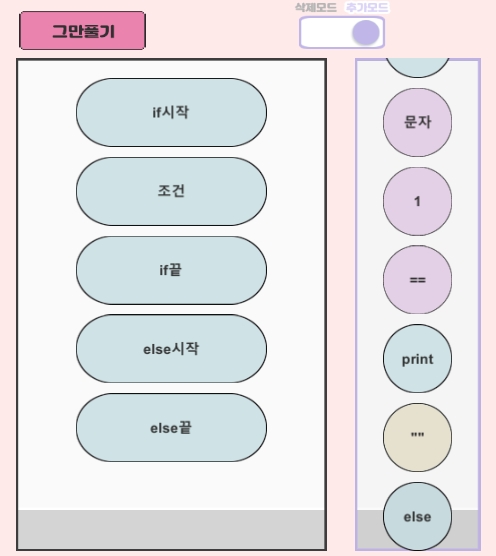 삭제모드 추가모드
그만풀기
if시작
조건
if끝
else시작
else끝
문자
1
==
print
""
else